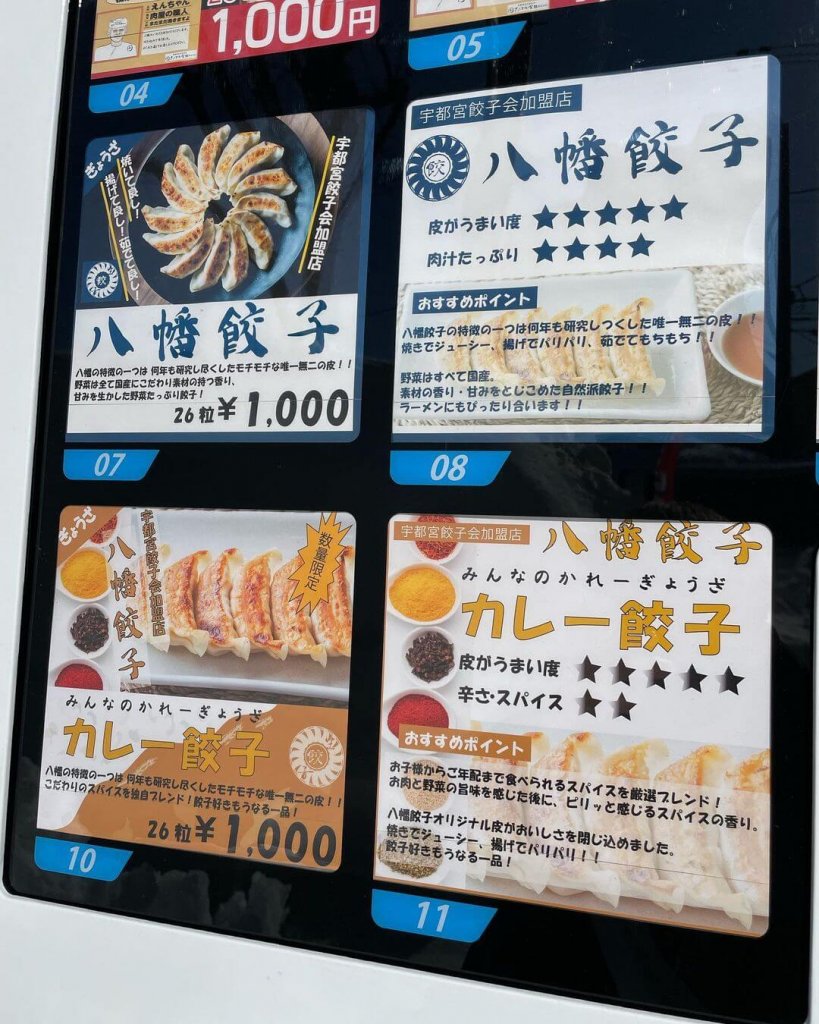 えんちゃん
肉屋の職人
1,000円
04
05
ぎょうざ
焼いて良し!
揚げて良し!茹でて良し!
宇都宮餃子会加盟店
餃
八幡餃子
八幡の特徴の一つは 何年も研究し尽くしたモチモチな唯一無二の皮!!
野菜は全て国産にこだわり素材の持つ香り、
甘みを生かした野菜たっぷり餃子!
26粒¥1,000
07
宇都宮餃子会加盟店
餃
八幡餃子
皮がうまい度 ★★★★★
肉汁たっぷり ★★★★
おすすめポイント
八幡餃子の特徴の一つは何年も研究しつくした唯一無二の皮!!
焼きでジューシー、揚げでパリパリ、茹でてもちもち!!
野菜はすべて国産。
素材の香り・甘みをとじこめた自然派餃子!!
ラーメンにもぴったり合います!!
08
ぎょうざ
八幡餃子
宇都宮餃子会加盟店
数量限定
みんなのかれーぎょうざ
カレー餃子
餃
八幡の特徴の一つは 何年も研究し尽くしたモチモチな唯一無二の皮!!
こだわりのスパイスを独自ブレンド!餃子好きもうなる一品!
26粒¥1,000
10
宇都宮餃子会加盟店
八幡餃子
みんなのかれーぎょうざ
カレー餃子
皮がうまい度 ★★★★★
辛さ・スパイス ★★
おすすめポイント
お子様からご年配まで食べられるスパイスを厳選ブレンド!
お肉と野菜の旨味を感じた後に、ピリッと感じるスパイスの香り。
八幡餃子オリジナル皮がおいしさを閉じ込めました。
焼きでジューシー、揚げでパリパリ!!
餃子好きもうなる一品!
11